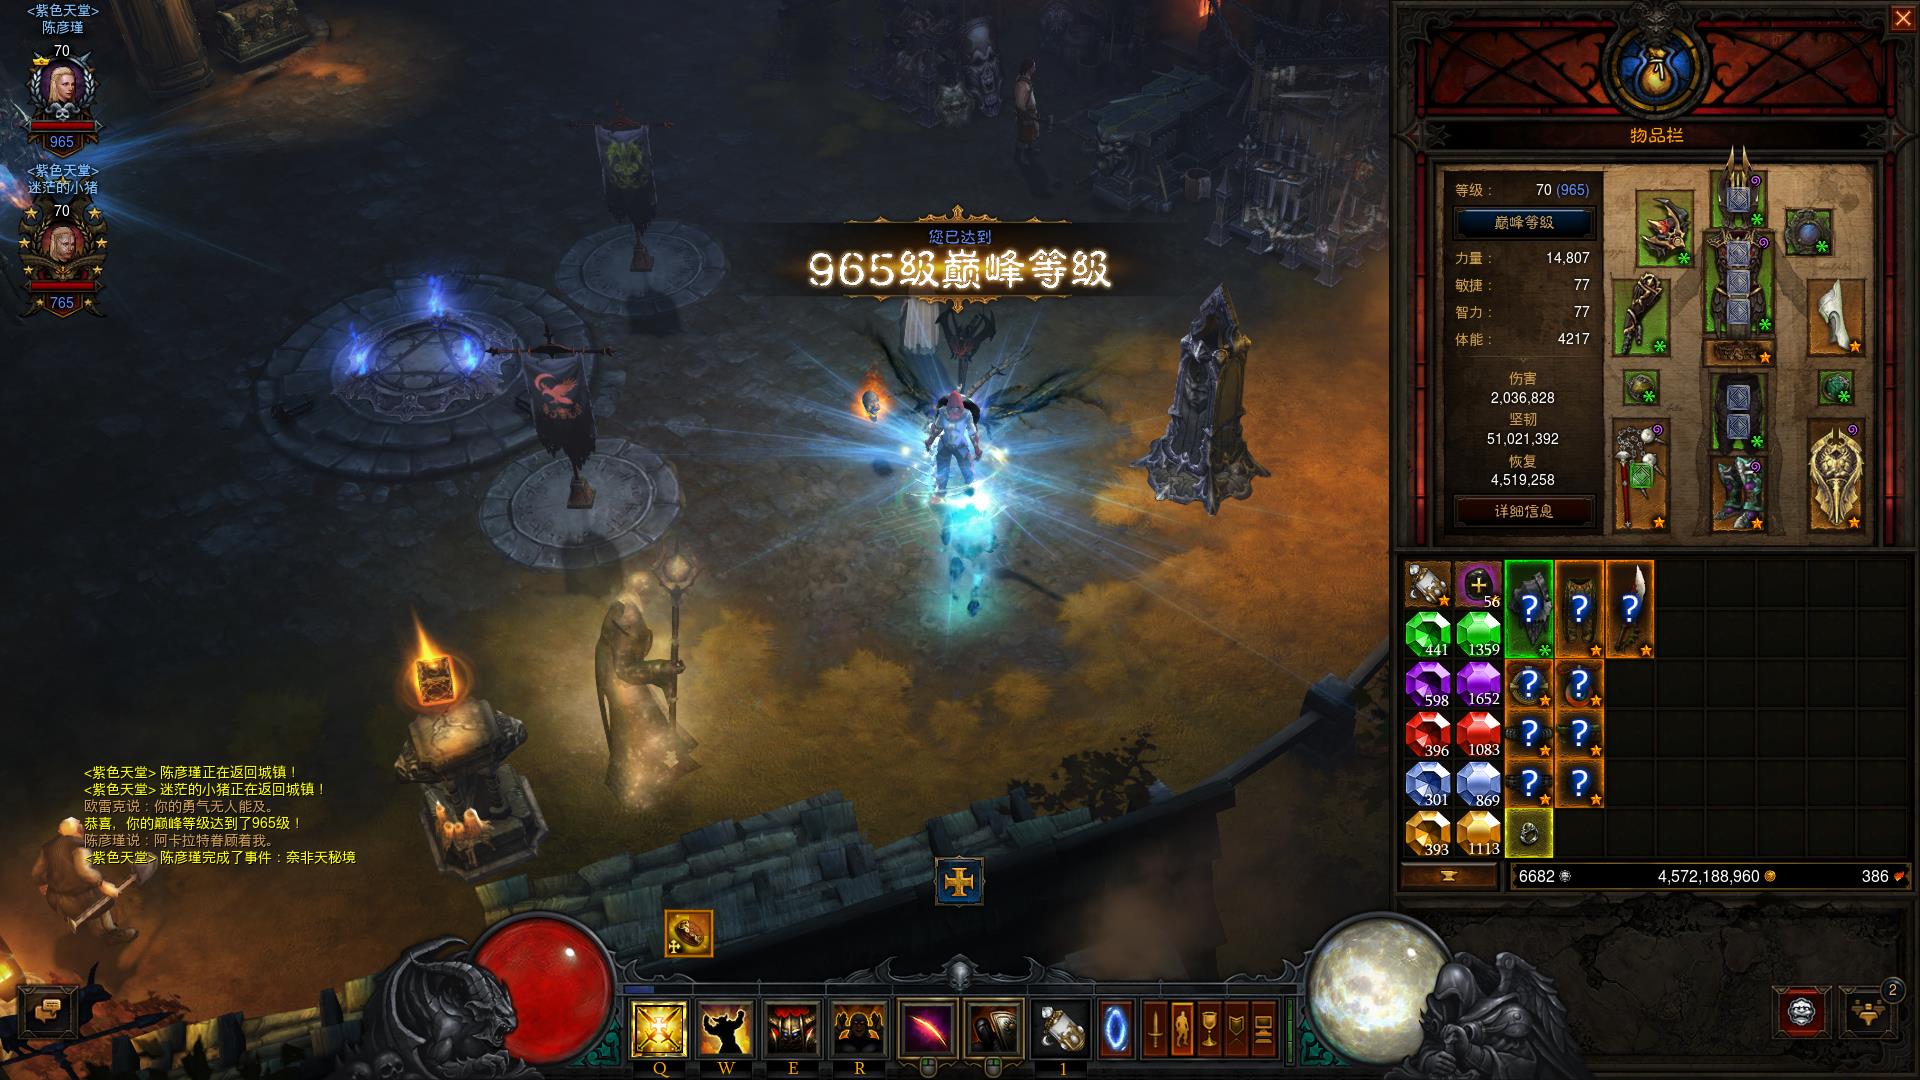 <紫色天堂>
陈彦瑾
70
965
<紫色天堂>
迷茫的小猪
70
765
您已达到
965级巅峰等级
物品栏
等级： 70 (965)
巅峰等级
力量： 14,807
敏捷： 77
智力： 77
体能： 4217
伤害
2,036,828
坚韧
51,021,392
恢复
4,519,258
详细信息
56
441 1359
598 1652
396 1083
301 869
393 1113
? ? ?
? ?
? ?
? ?
6682 4,572,188,960 386
<紫色天堂> 陈彦瑾正在返回城镇！
<紫色天堂> 迷茫的小猪正在返回城镇！
欧雷克说：你的勇气无人能及。
恭喜，你的巅峰等级达到了965级！
陈彦瑾说：阿卡拉特眷顾着我。
<紫色天堂> 陈彦瑾完成了事件：奈非天秘境
Q W E R 1
2